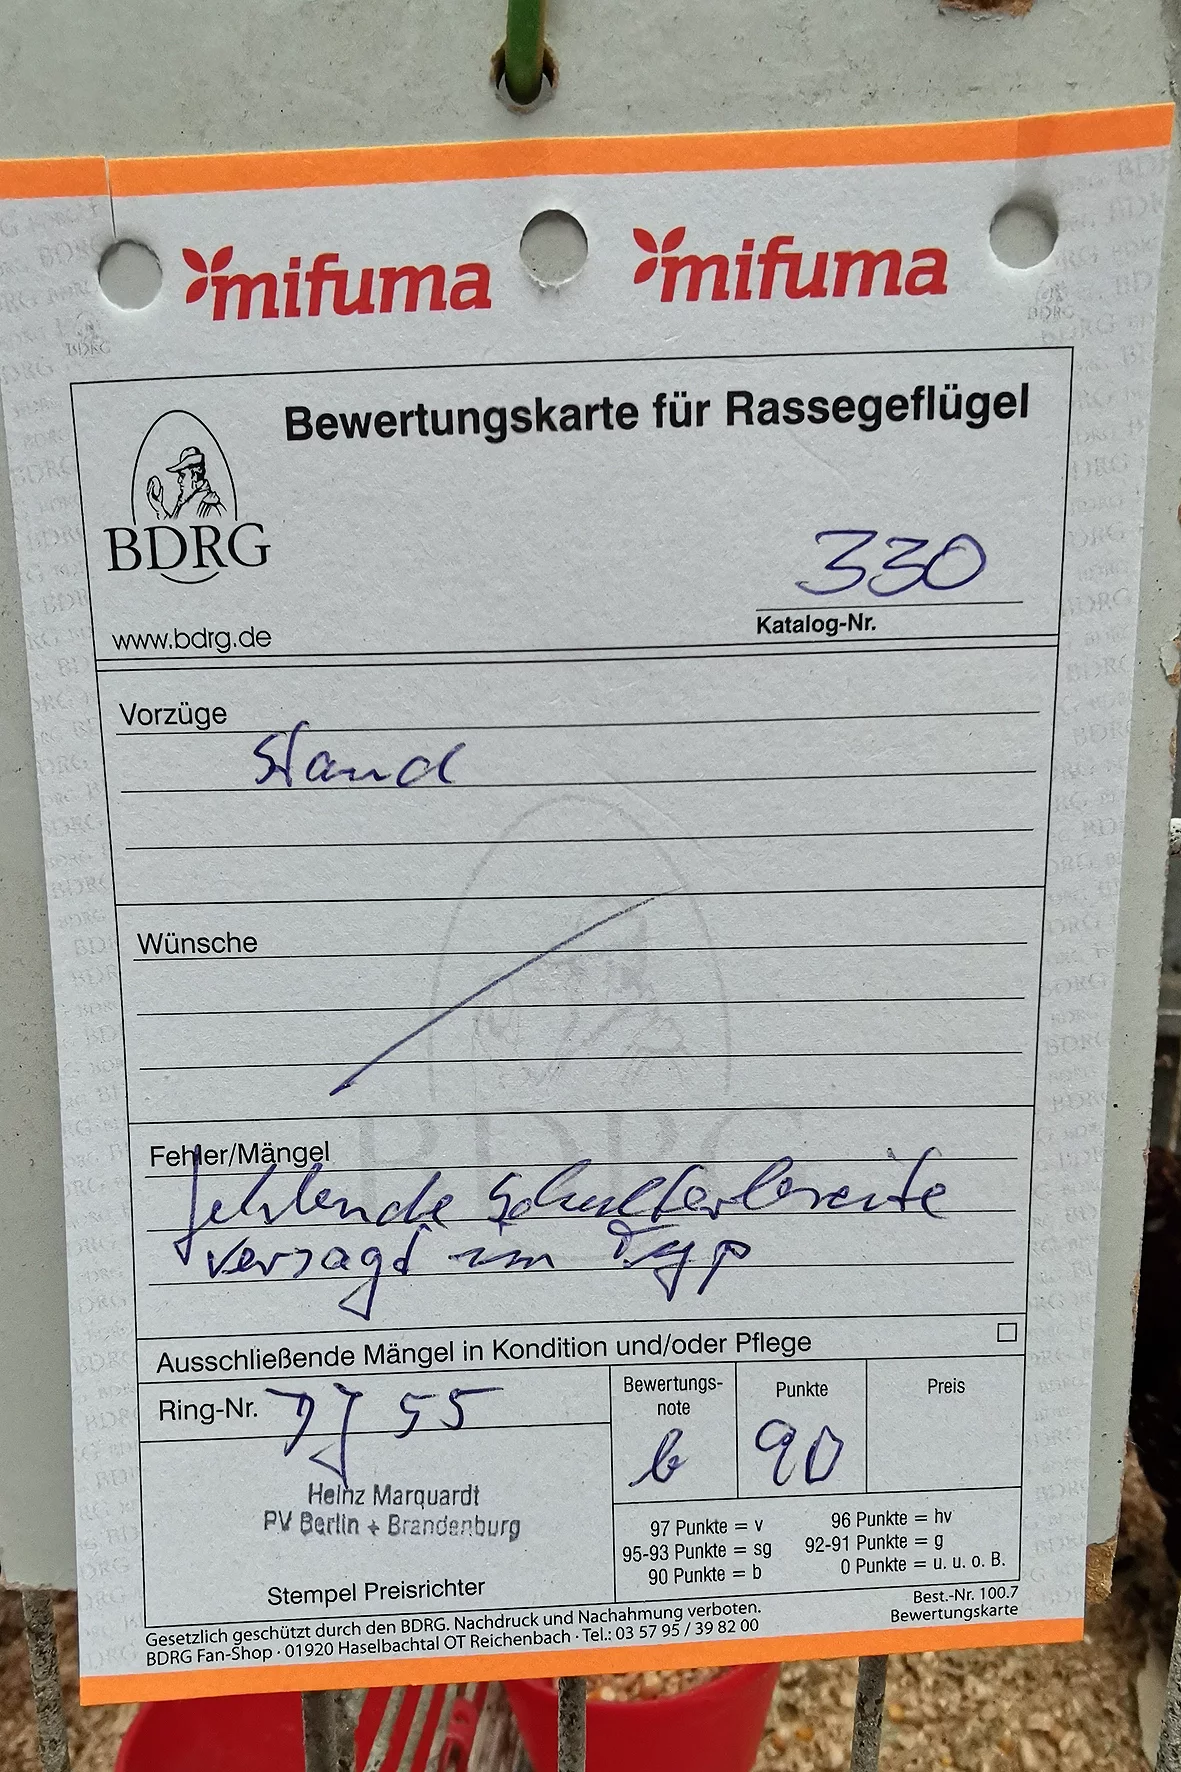 mifuma mifuma
Bewertungskarte für Rassegeflügel
BDRG
www.bdrg.de
330
Katalog-Nr.
Vorzüge
Stand
Wünsche
Fehler/Mängel
fehlende Schulterbreite
versagt im Typ
Ausschließende Mängel in Kondition und/oder Pflege
Ring-Nr. 55
Bewertungs-
note
b
Punkte
90
Preis
Heinz Marquardt
PV Berlin + Brandenburg
Stempel Preisrichter
97 Punkte = v
96 Punkte = hv
95-93 Punkte = sg
92-91 Punkte = g
90 Punkte = b
0 Punkte = u. u. o. B.
Gesetzlich geschützt durch den BDRG. Nachdruck und Nachahmung verboten.
BDRG Fan-Shop · 01920 Haselbachtal OT Reichenbach · Tel.: 03 57 95 / 39 82 00
Best.-Nr. 100.7
Bewertungskarte